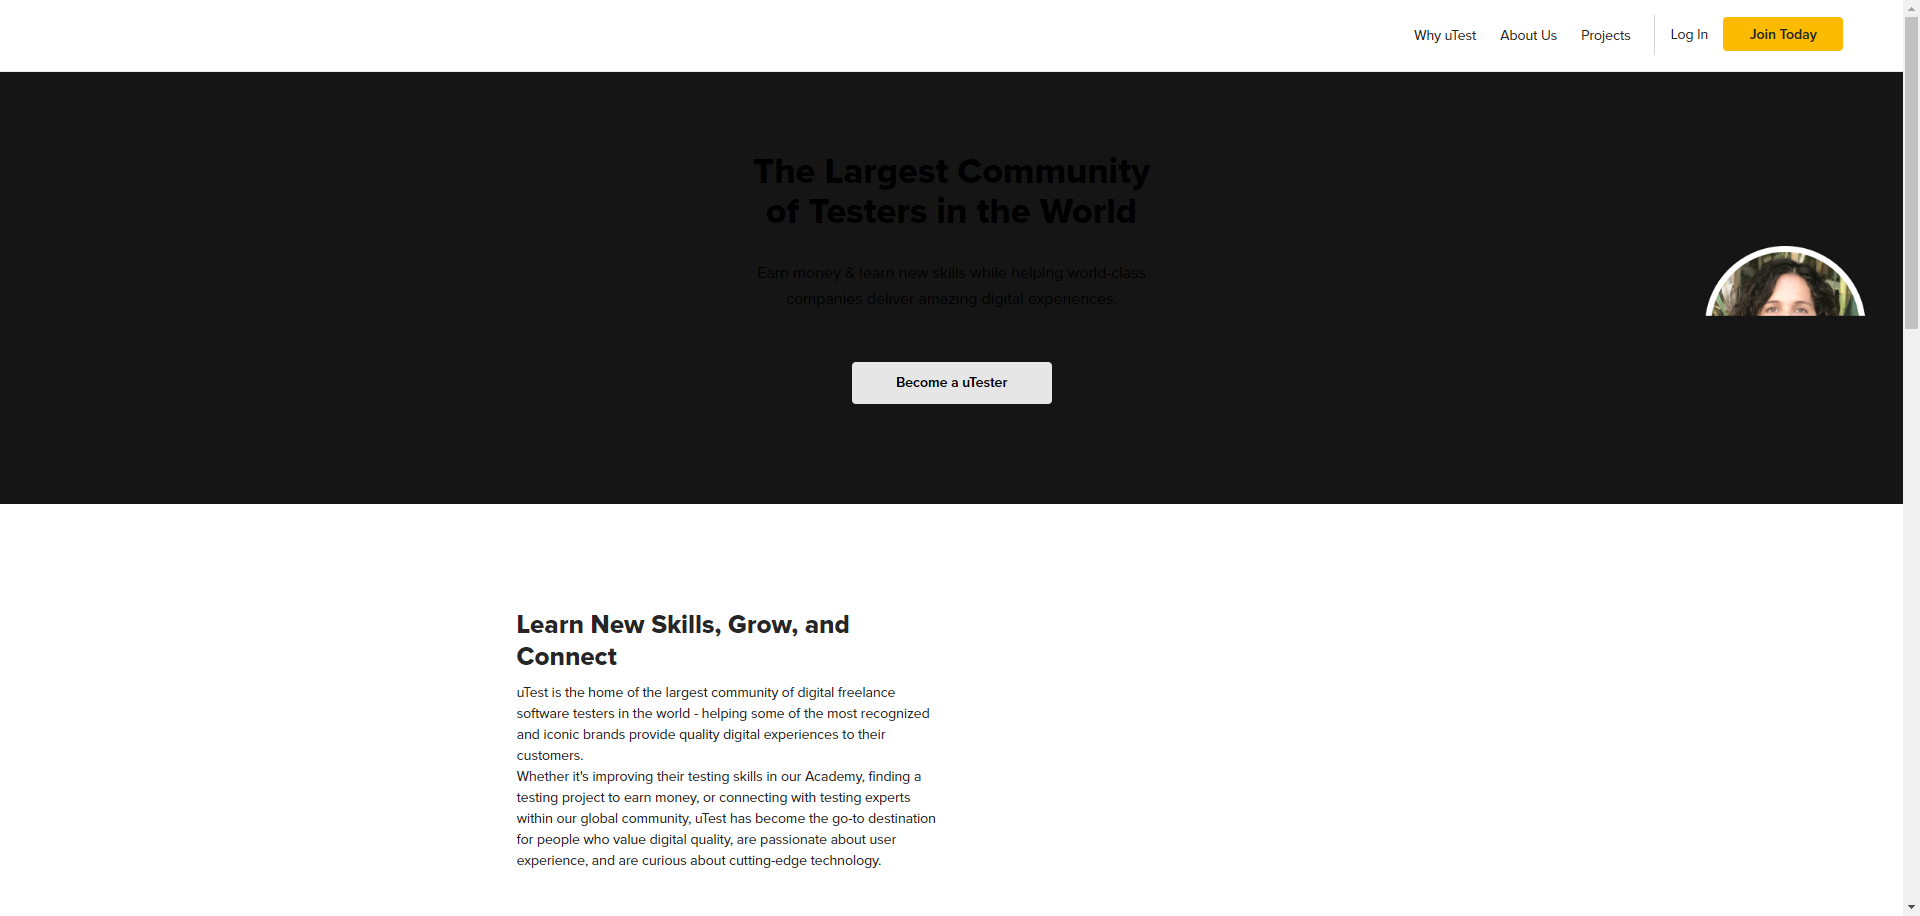 Why uTest
About Us
Projects
Log In
Join Today
The Largest Community
of Testers in the World
Earn money & learn new skills while helping world-class
companies deliver amazing digital experiences.
Become a uTester
Learn New Skills, Grow, and
Connect
uTest is the home of the largest community of digital freelance
software testers in the world - helping some of the most recognized
and iconic brands provide quality digital experiences to their
customers.
Whether it's improving their testing skills in our Academy, finding a
testing project to earn money, or connecting with testing experts
within our global community, uTest has become the go-to destination
for people who value digital quality, are passionate about user
experience, and are curious about cutting-edge technology.